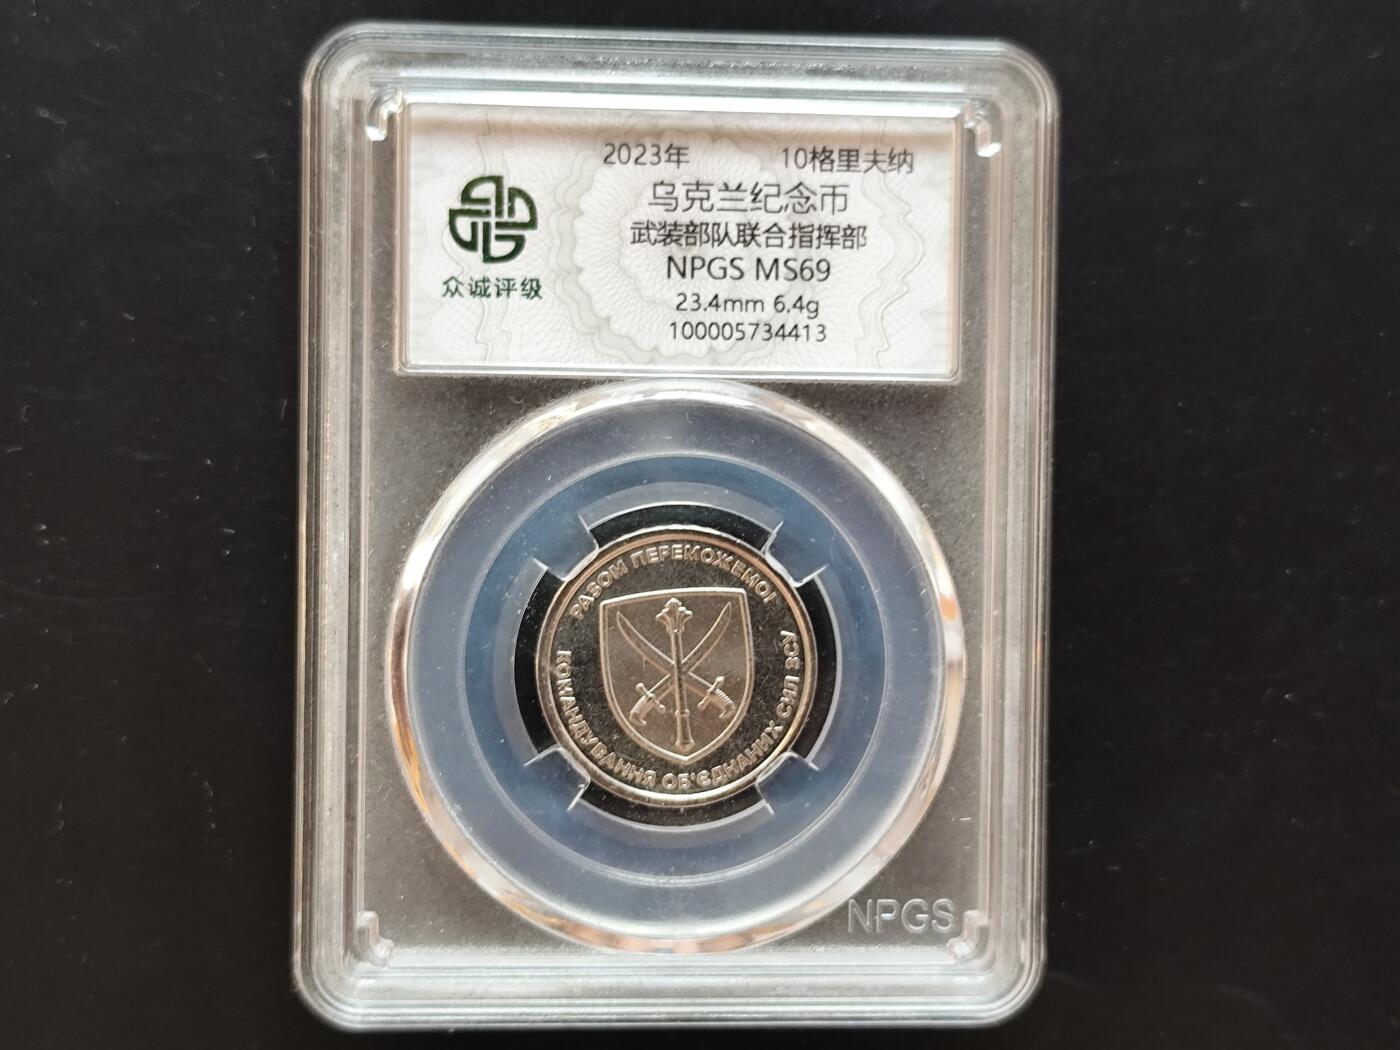 2023年 10格里夫纳
乌克兰纪念币
武装部队联合指挥部
NPGS MS69
23.4mm 6.4g
100005734413
众诚评级
РАЗОМ ПЕРЕМОЖЕМО!
КОМАНДУВАННЯ ОБ'ЄДНАНИХ СИЛ ЗСУ
NPGS